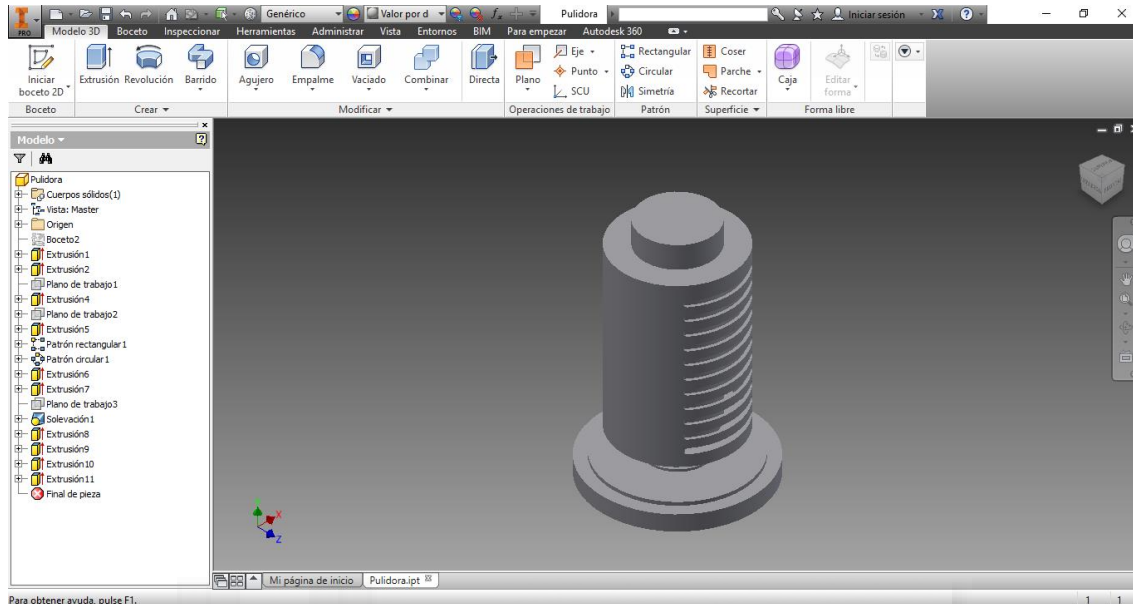 PRO
Genérico
Valor por d
Pulidora
Iniciar sesión
Modelo 3D Boceto Inspeccionar Herramientas Administrar Vista Entornos BIM Para empezar Autodesk 360
Iniciar boceto 2D
Extrusión Revolución Barrido
Agujero Empalme Vaciado Combinar
Directa
Plano
Eje
Punto
SCU
Rectangular
Circular
Simetría
Coser
Parche
Recortar
Caja
Editar forma
Boceto Crear Modificar Operaciones de trabajo Patrón Superficie Forma libre
Modelo
Pulidora
Cuerpos sólidos(1)
Vista: Master
Origen
Boceto2
Extrusión1
Extrusión2
Plano de trabajo1
Extrusión4
Plano de trabajo2
Extrusión5
Patrón rectangular1
Patrón circular1
Extrusión6
Extrusión7
Plano de trabajo3
Solevación1
Extrusión8
Extrusión9
Extrusión10
Extrusión11
Final de pieza
X
Z
Mi página de inicio Pulidora.ipt
Para obtener ayuda, pulse F1. 1 1